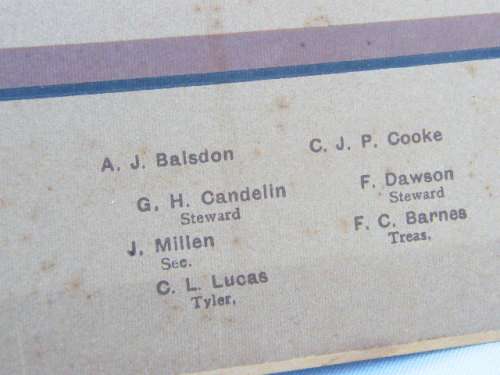 A. J. Balsdon
G. H. Candelin
Steward
J. Millen
Sec.
C. L. Lucas
Tyler,
C. J. P. Cooke
F. Dawson
Steward
F. C. Barnes
Treas,